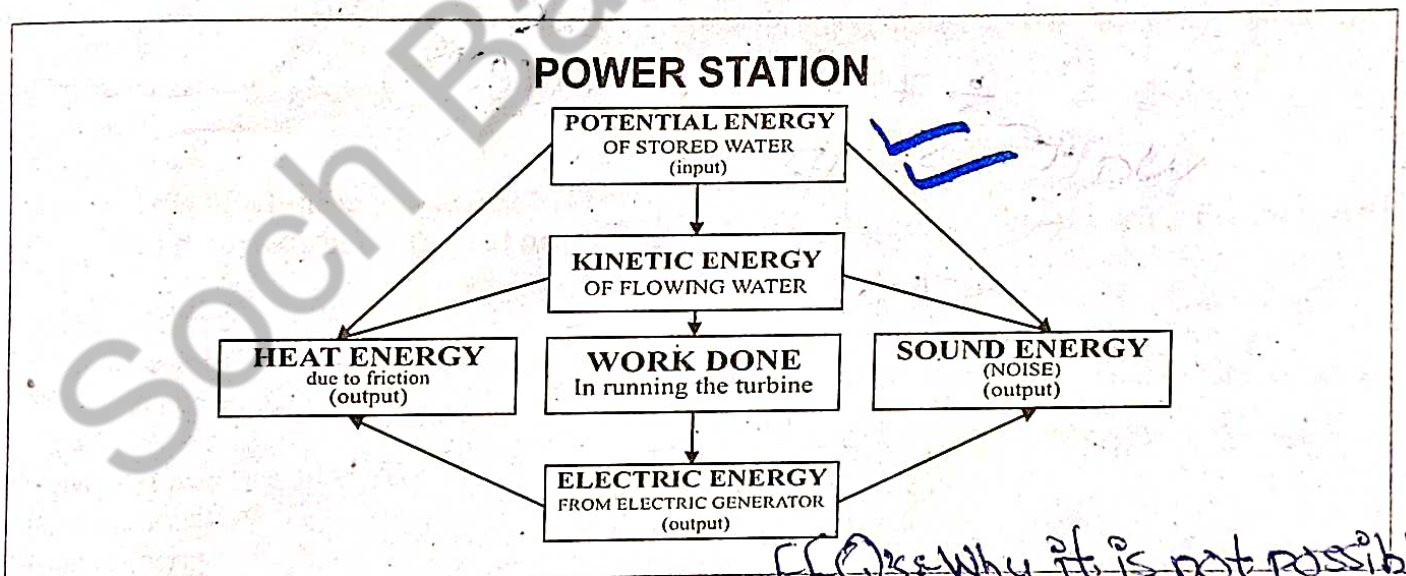 Soch Ba
POWER STATION
POTENTIAL ENERGY
OF STORED WATER
(input)
KINETIC ENERGY
OF FLOWING WATER
HEAT ENERGY
due to friction
(output)
WORK DONE
In running the turbine
SOUND ENERGY
(NOISE)
(output)
ELECTRIC ENERGY
FROM ELECTRIC GENERATOR
(output)
Why it is not possib